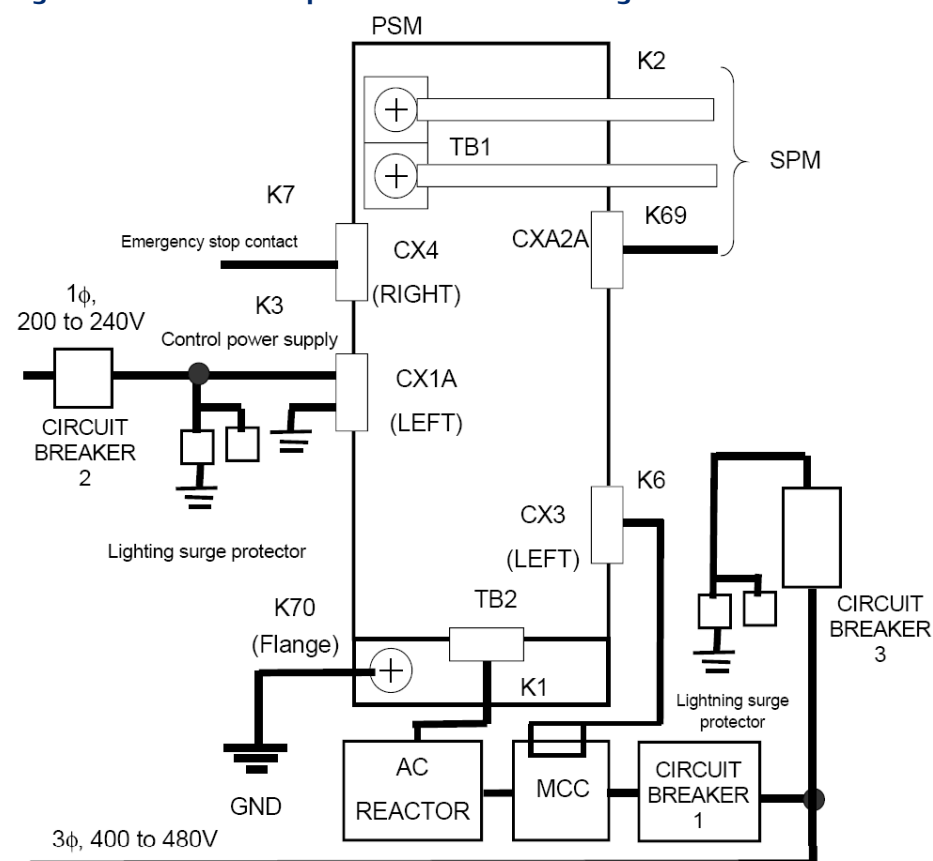 PSM
K2
TB1
SPM
K7
K69
Emergency stop contact
CX4
CXA2A
(RIGHT)
1ϕ,
200 to 240V
K3
Control power supply
CX1A
(LEFT)
CIRCUIT
BREAKER
2
K6
CX3
(LEFT)
Lighting surge protector
K70
(Flange)
TB2
CIRCUIT
BREAKER
3
K1
Lightning surge
protector
AC
REACTOR
MCC
CIRCUIT
BREAKER
1
GND
3ϕ, 400 to 480V